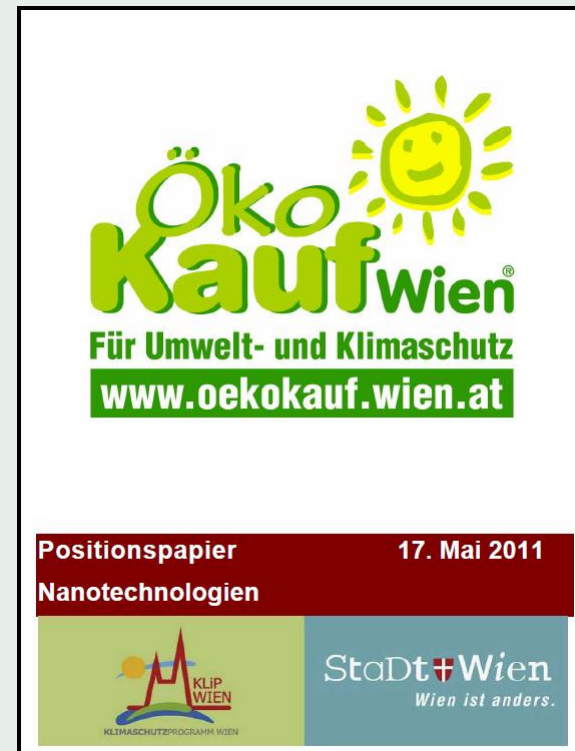 Öko
Kauf Wien®
Für Umwelt- und Klimaschutz
www.oekokauf.wien.at
Positionspapier 17. Mai 2011
Nanotechnologien
KLiP
WIEN
KLIMASCHUTZPROGRAMM WIEN
StaDt Wien
Wien ist anders.